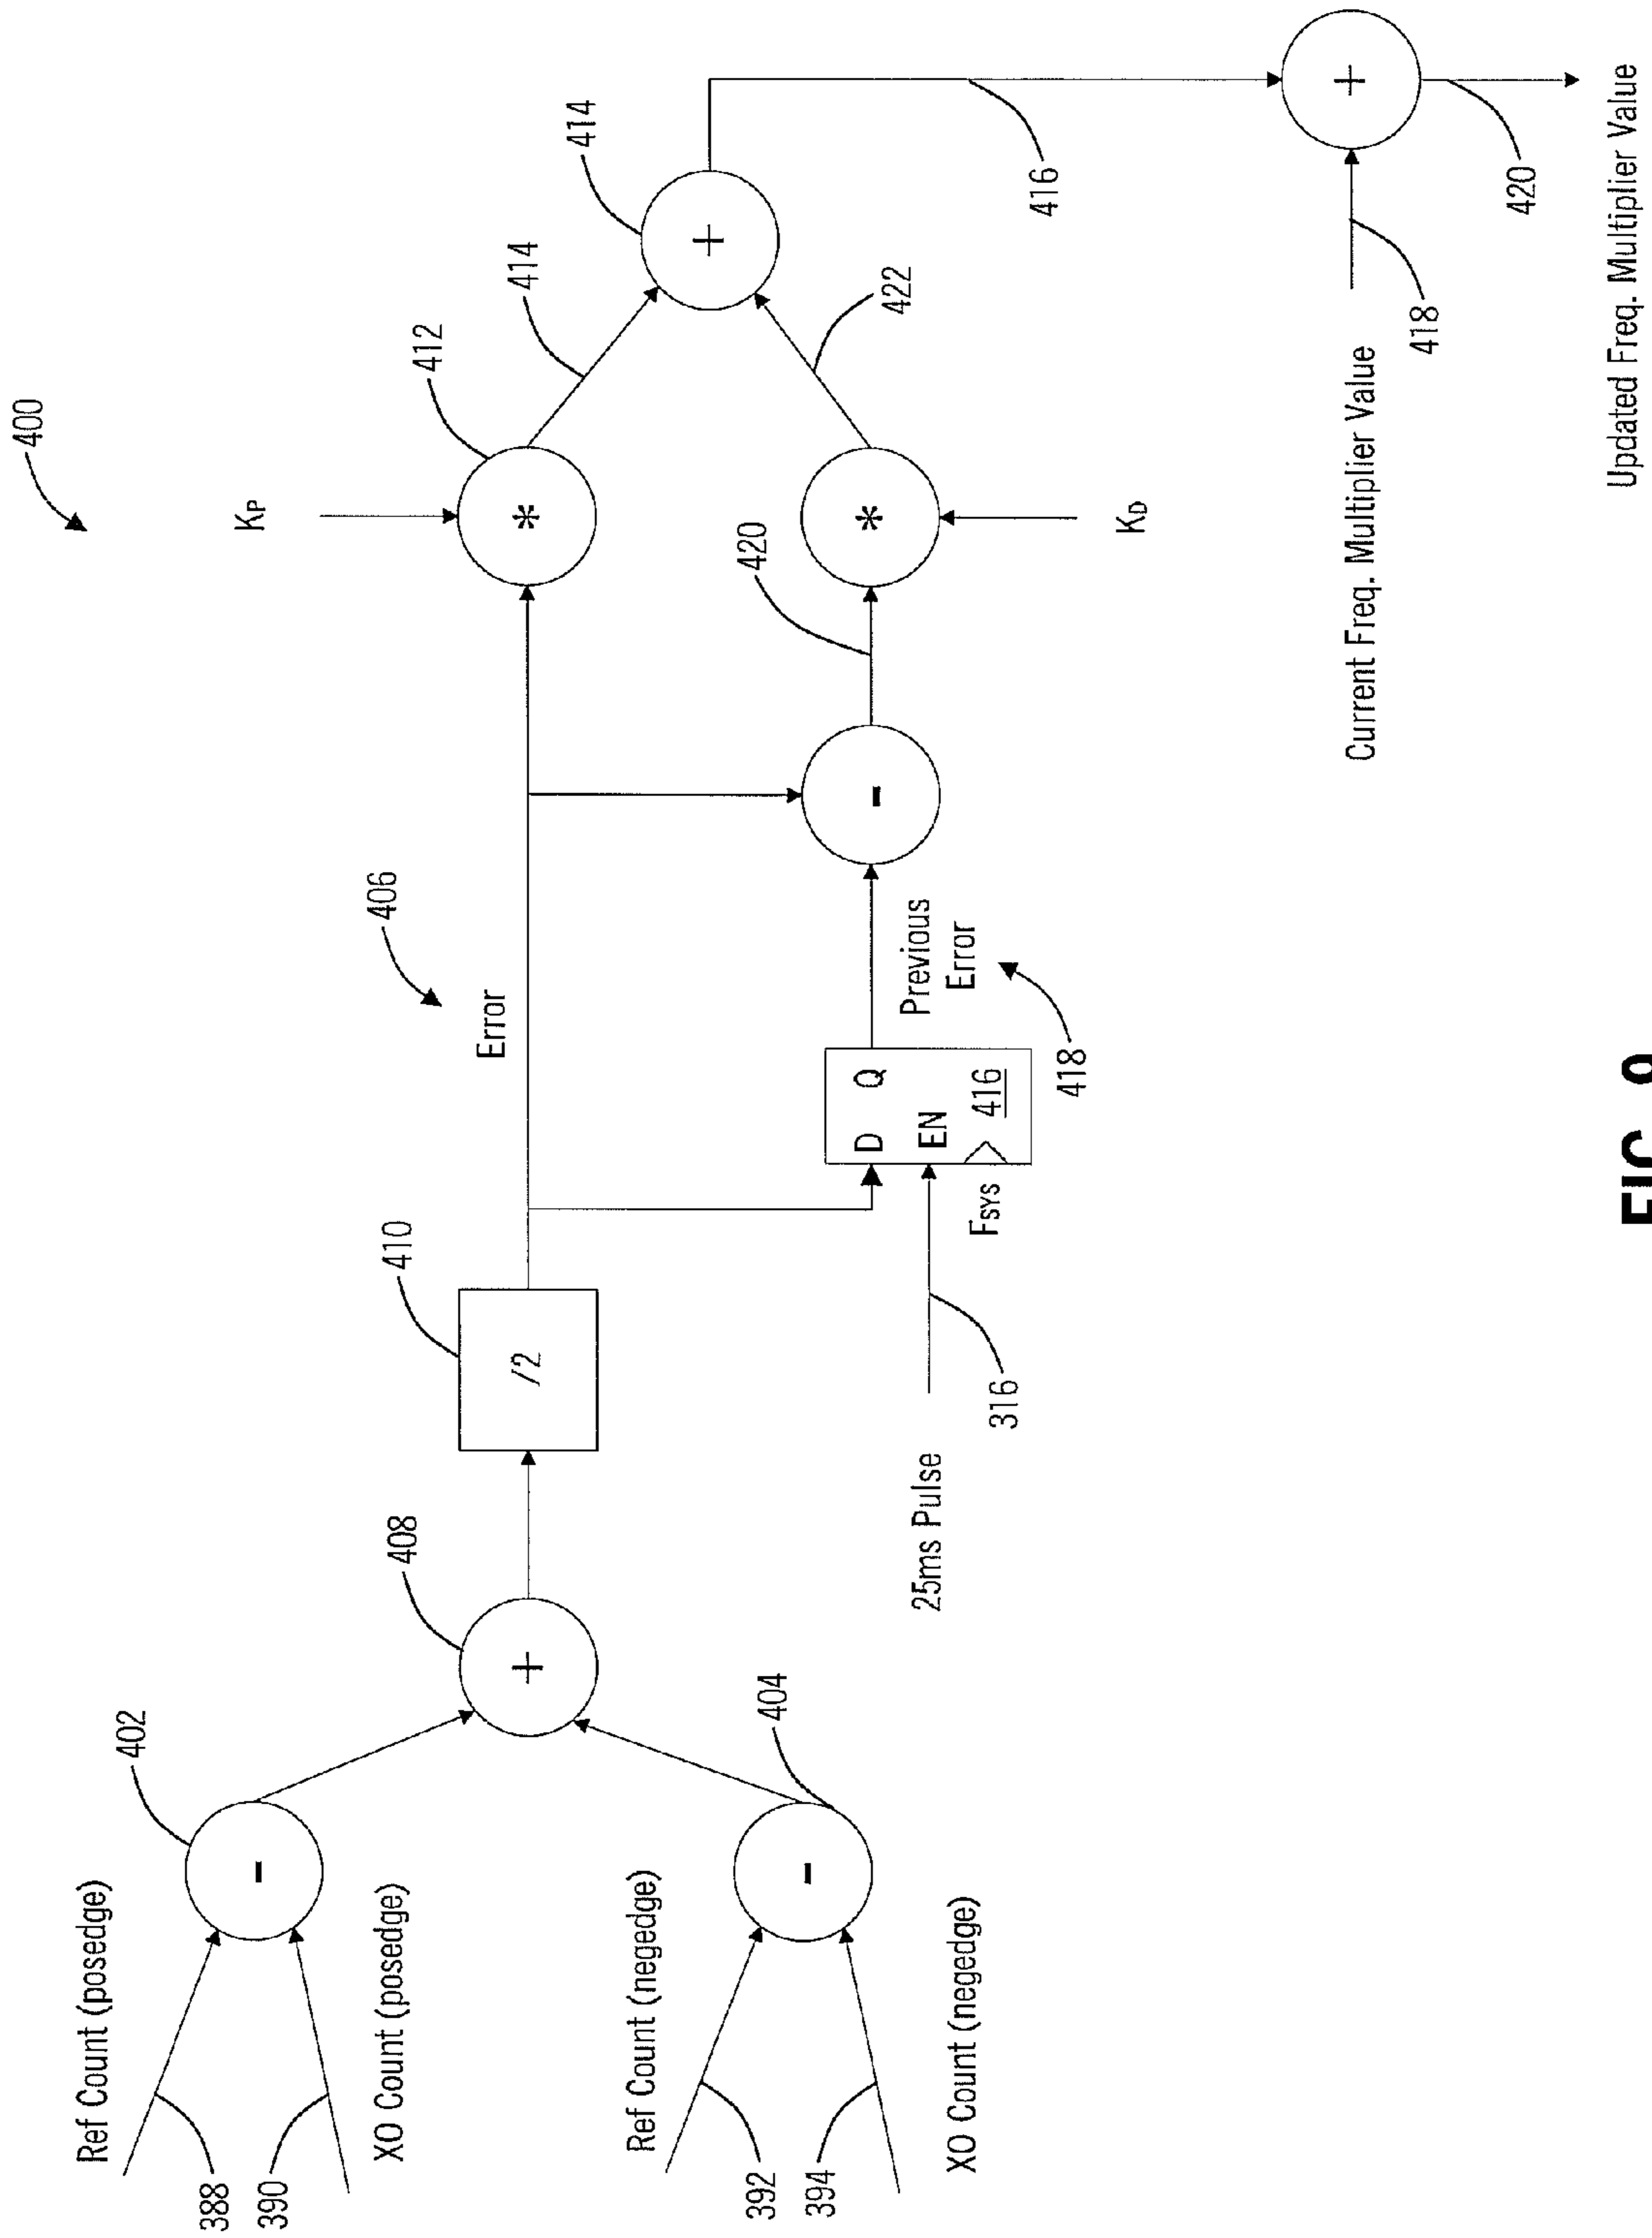 400
Ref Count (posedge)
388
402
XO Count (posedge)
390
KP
406
408
410
412
414
414
Error
*
+
/2
-
Ref Count (negedge)
392
404
420
+
422
XO Count (negedge)
394
-
D Q
EN
416
Previous
Error
-
*
25ms Pulse
316
FSYS
418
KD
416
Current Freq. Multiplier Value
418
+
420
Updated Freq. Multiplier Value
FIG.